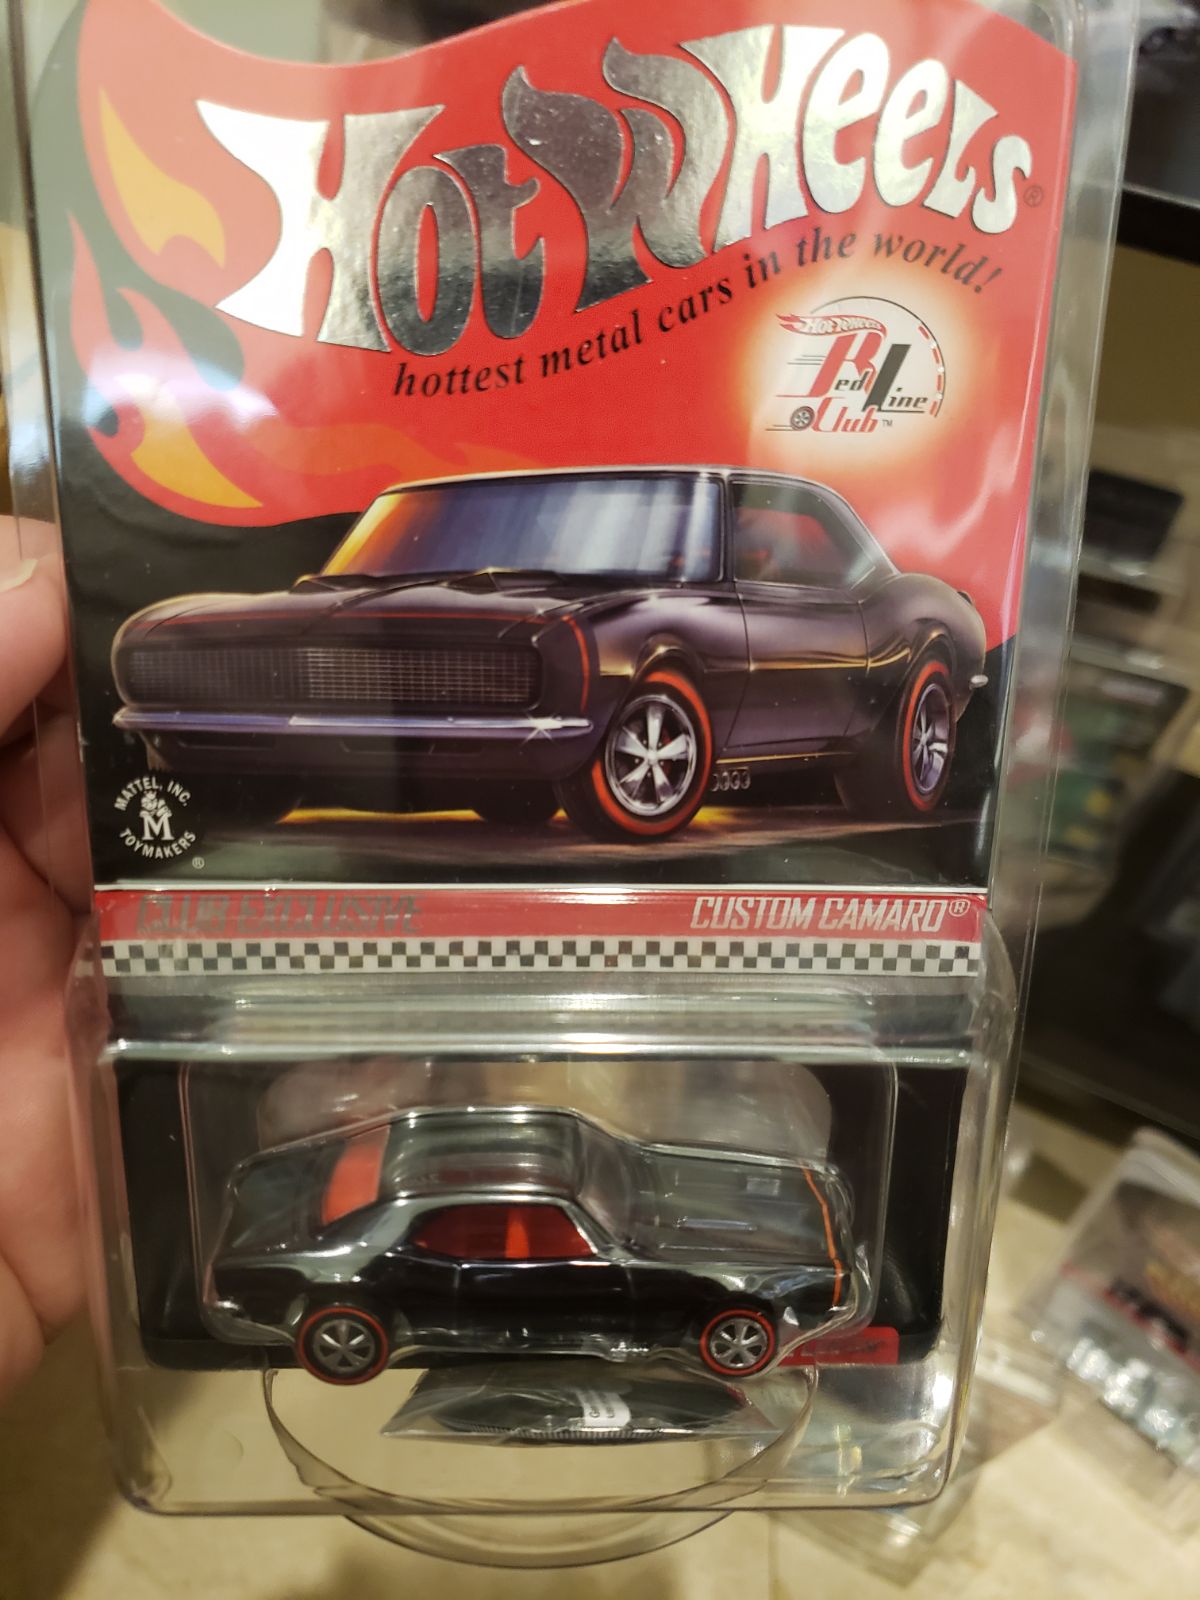 Hot Wheels®
hottest metal cars in the world!
Hot Wheels
Red Line
Club™
MATTEL, INC.
M
TOYMAKERS
®
CLUB EXCLUSIVE
CUSTOM CAMARO®